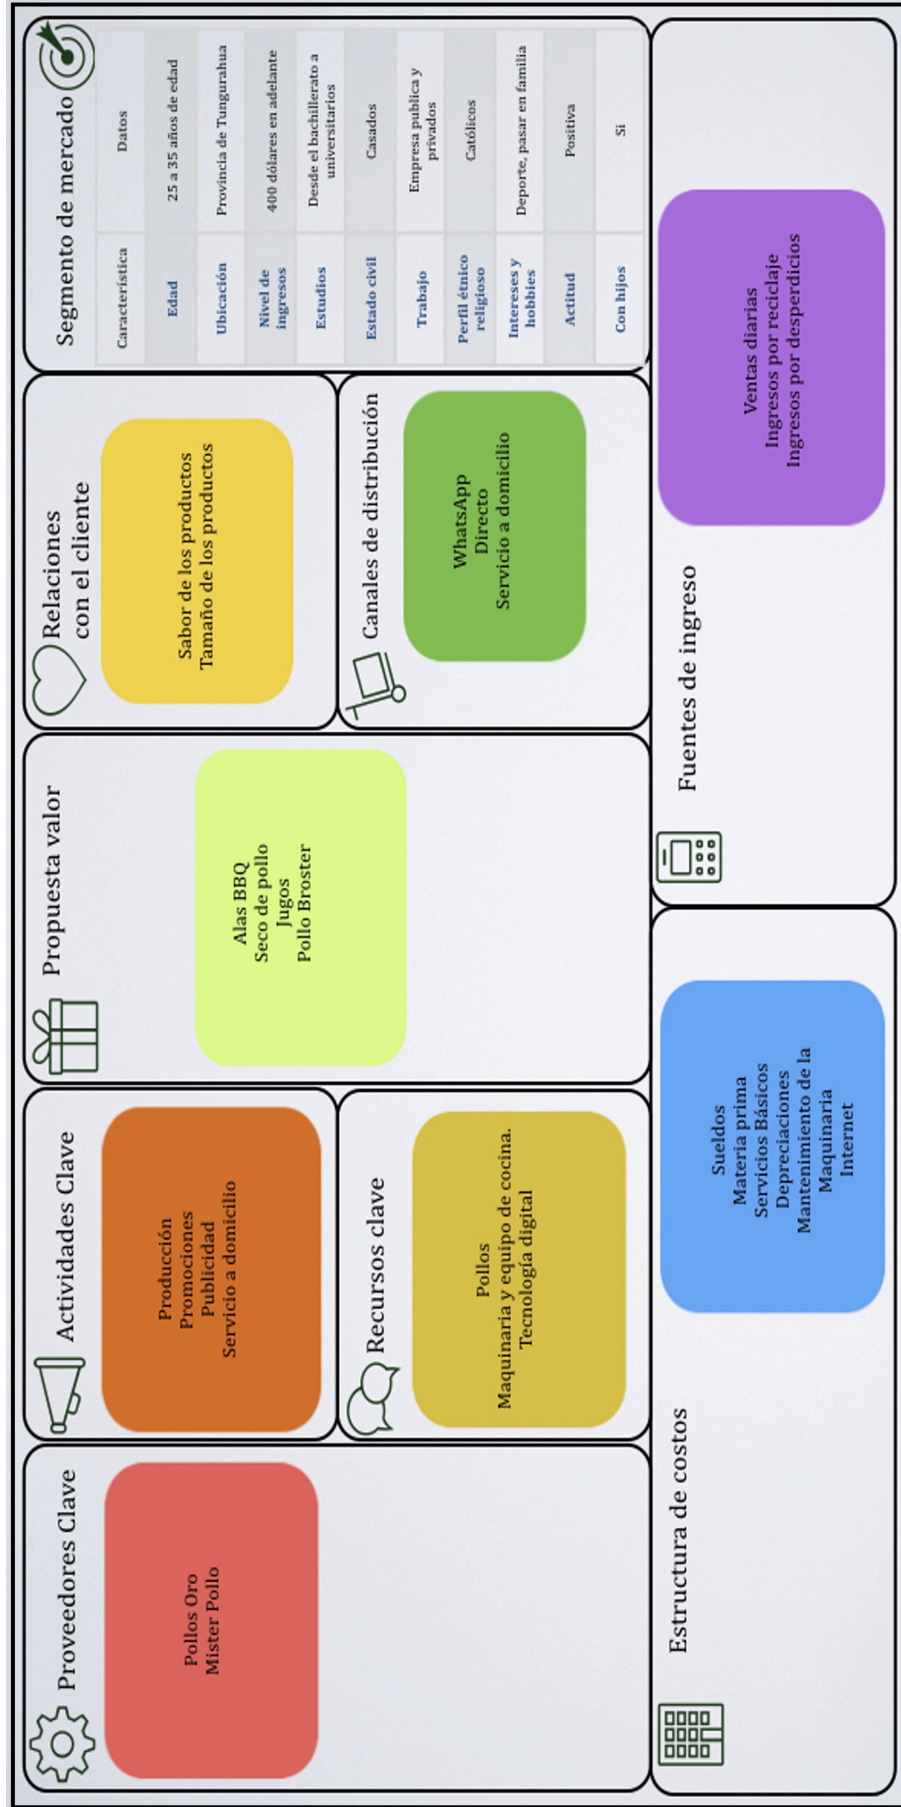 Proveedores Clave
Pollos Oro
Mister Pollo
Actividades Clave
Producción
Promociones
Publicidad
Servicio a domicilio
Recursos clave
Pollos
Maquinaria y equipo de cocina.
Tecnología digital
Propuesta valor
Alas BBQ
Seco de pollo
Jugos
Pollo Broster
Relaciones
con el cliente
Sabor de los productos
Tamaño de los productos
Canales de distribución
WhatsApp
Directo
Servicio a domicilio
Segmento de mercado
Característica Datos
Edad 25 a 35 años de edad
Ubicación Provincia de Tungurahua
Nivel de
ingresos
400 dólares en adelante
Estudios
Desde el bachillerato a
universitarios
Estado civil Casados
Trabajo
Empresa publica y
privados
Perfil étnico
religioso
Católicos
Intereses y
hobbies
Deporte, pasar en familia
Actitud Positiva
Con hijos Si
Estructura de costos
Sueldos
Materia prima
Servicios Básicos
Depreciaciones
Mantenimiento de la
Maquinaria
Internet
Fuentes de ingreso
Ventas diarias
Ingresos por reciclaje
Ingresos por desperdicios